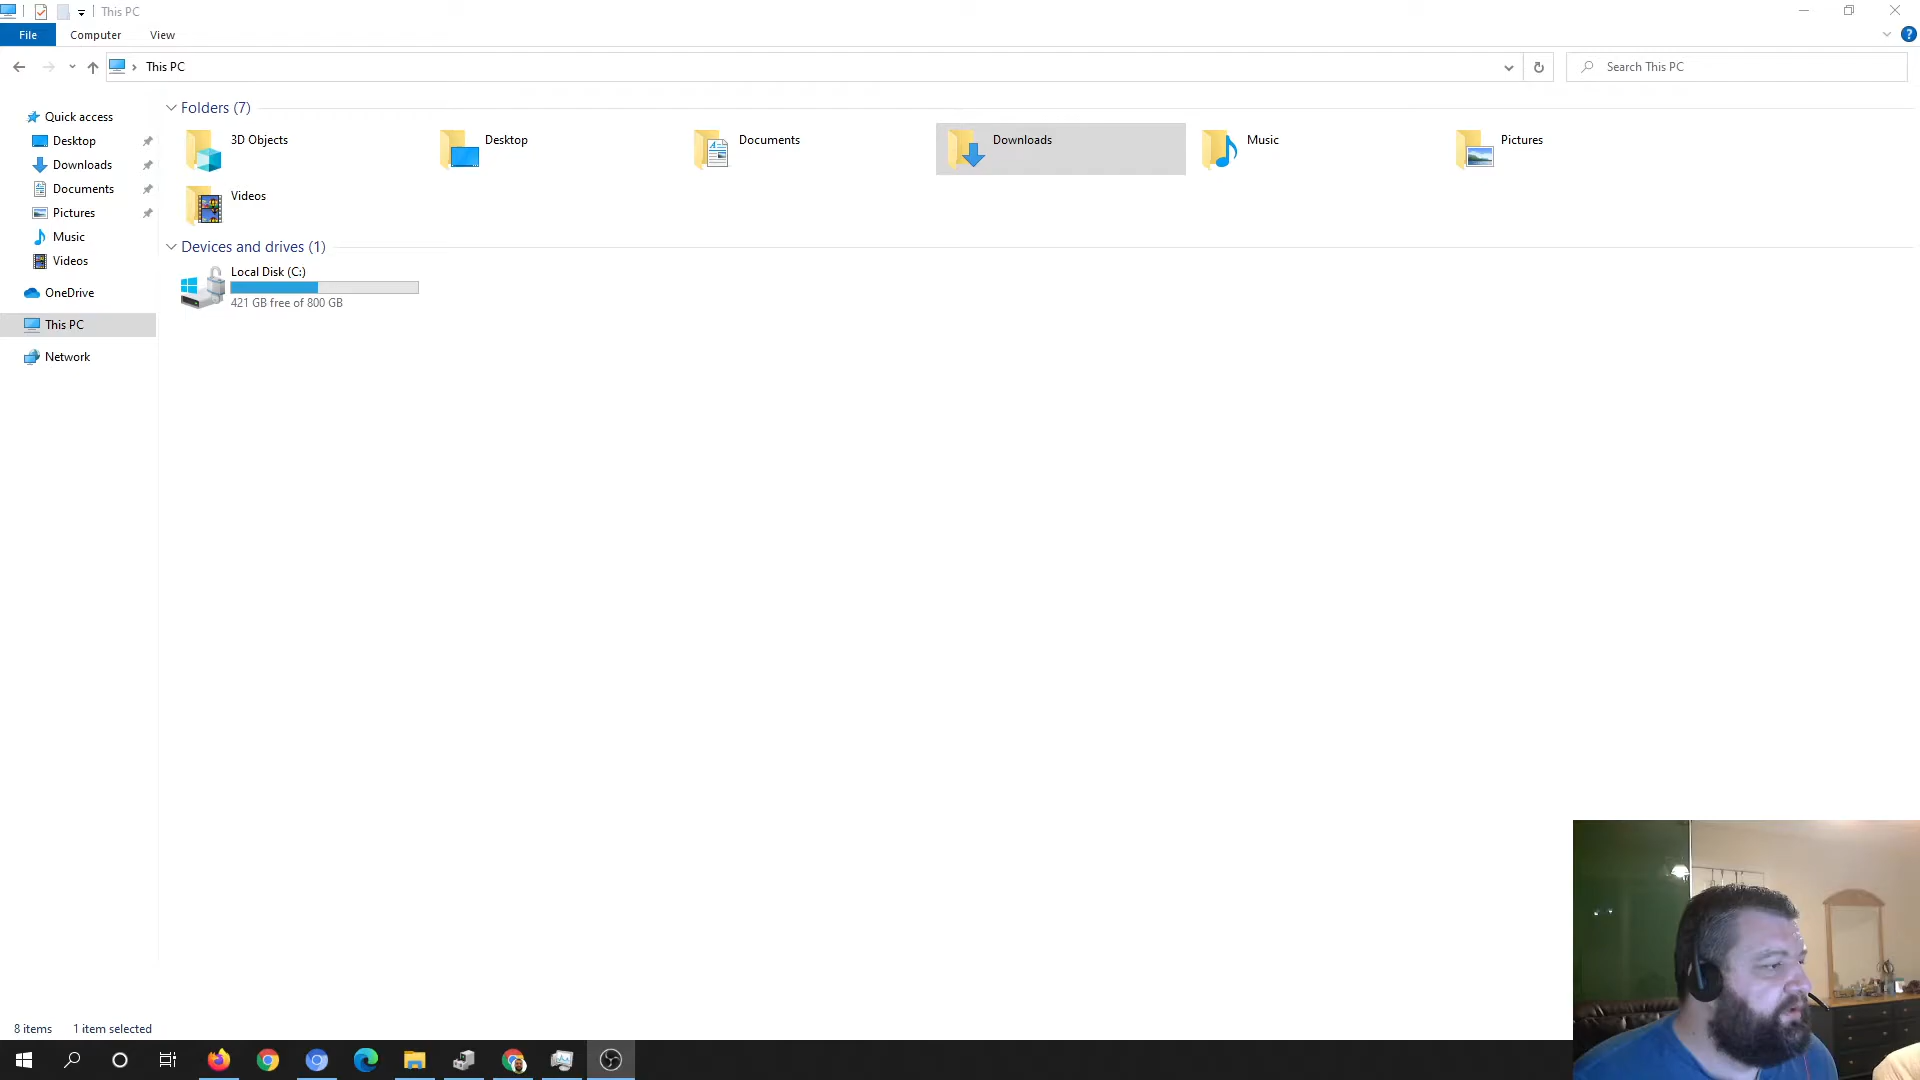 This PC
File Computer View
This PC
Search This PC
Quick access
Desktop
Downloads
Documents
Pictures
Music
Videos
OneDrive
This PC
Network
Folders (7)
3D Objects
Desktop
Documents
Downloads
Music
Pictures
Videos
Devices and drives (1)
Local Disk (C:)
421 GB free of 800 GB
8 items 1 item selected